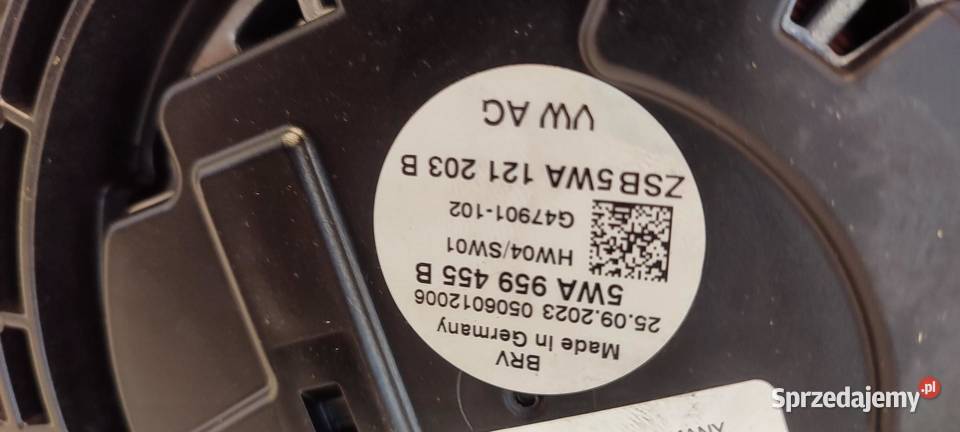 BRV
Made in Germany
25.09.2023 0506012006
5WA 959 455 B
HW04/SW01
G47901-102
ZSB5WA 121 203 B
VW AG
Sprzedajemy.pl